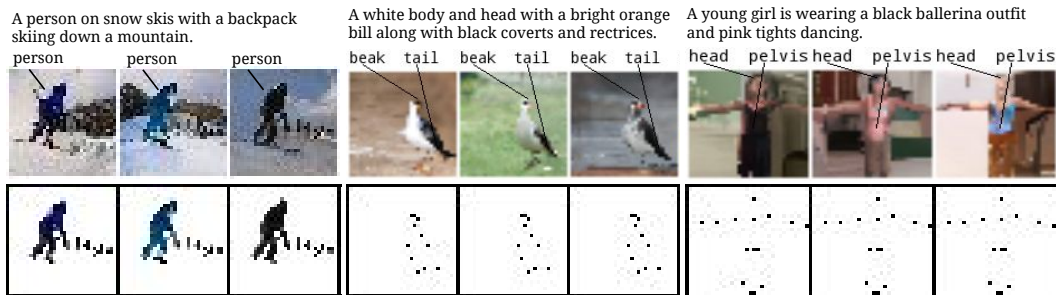 A person on snow skis with a backpack
skiing down a mountain.
person person person
A white body and head with a bright orange
bill along with black coverts and rectrices.
beak tail beak tail beak tail
A young girl is wearing a black ballerina outfit
and pink tights dancing.
head pelvis head pelvis head pelvis